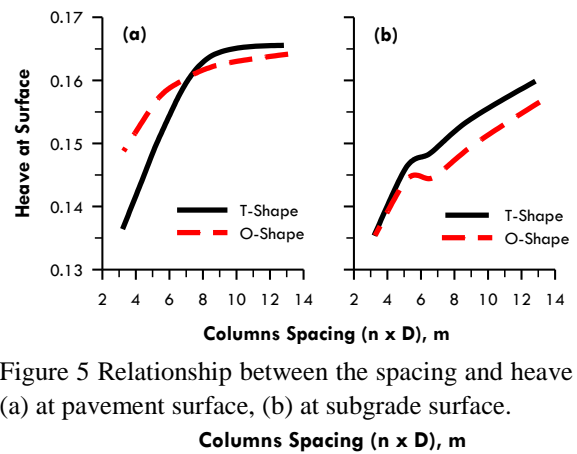 0.17
0.16
0.15
0.14
0.13
Heave at Surface
(a)
T-Shape
O-Shape
2 4 6 8 10 12 14
(b)
T-Shape
O-Shape
2 4 6 8 10 12 14
Columns Spacing (n x D), m
Figure 5 Relationship between the spacing and heave
(a) at pavement surface, (b) at subgrade surface.
Columns Spacing (n x D), m